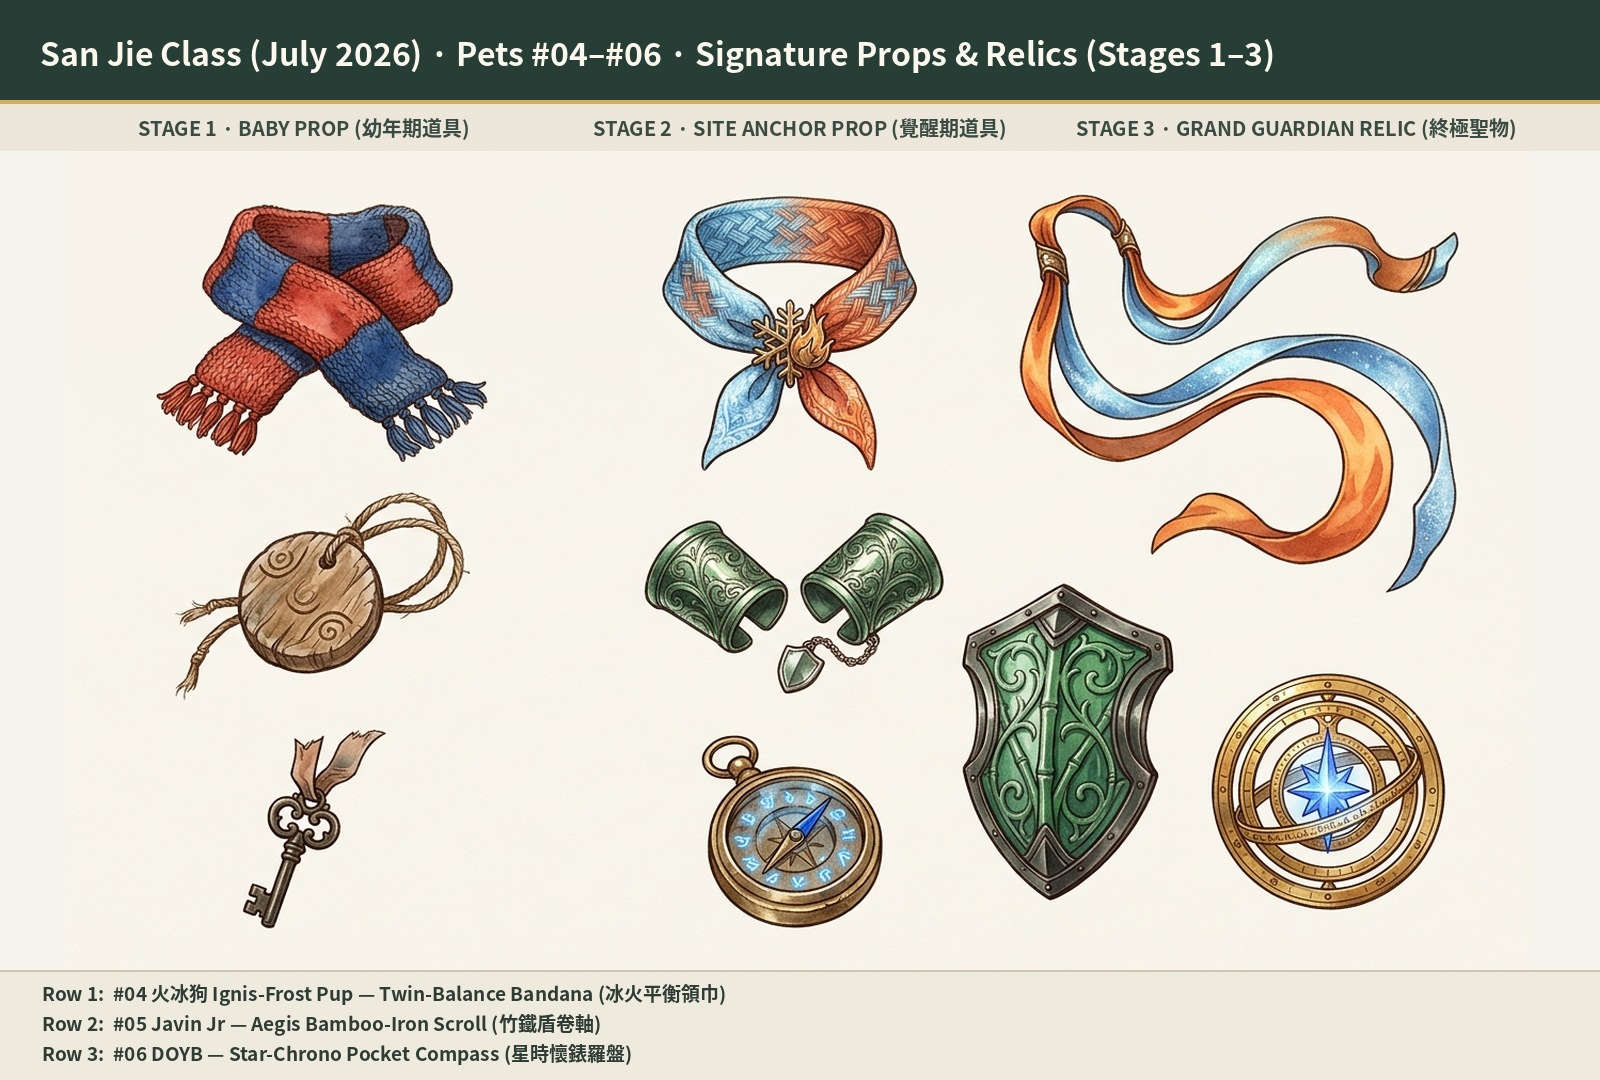 San Jie Class (July 2026) · Pets #04–#06 · Signature Props & Relics (Stages 1–3)
STAGE 1 · BABY PROP (幼年期道具)
STAGE 2 · SITE ANCHOR PROP (覺醒期道具)
STAGE 3 · GRAND GUARDIAN RELIC (終極聖物)
Row 1: #04 火冰狗 Ignis-Frost Pup — Twin-Balance Bandana (冰火平衡領巾)
Row 2: #05 Javin Jr — Aegis Bamboo-Iron Scroll (竹鐵盾卷軸)
Row 3: #06 DOYB — Star-Chrono Pocket Compass (星時懷錶羅盤)